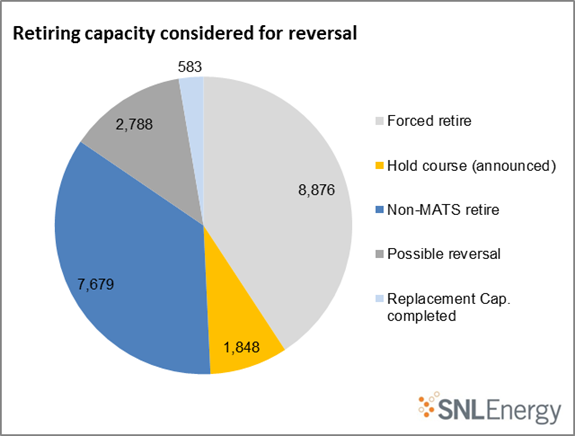 Retiring capacity considered for reversal
583
2,788
8,876
7,679
1,848
Forced retire
Hold course (announced)
Non-MATS retire
Possible reversal
Replacement Cap.
completed
SNLEnergy